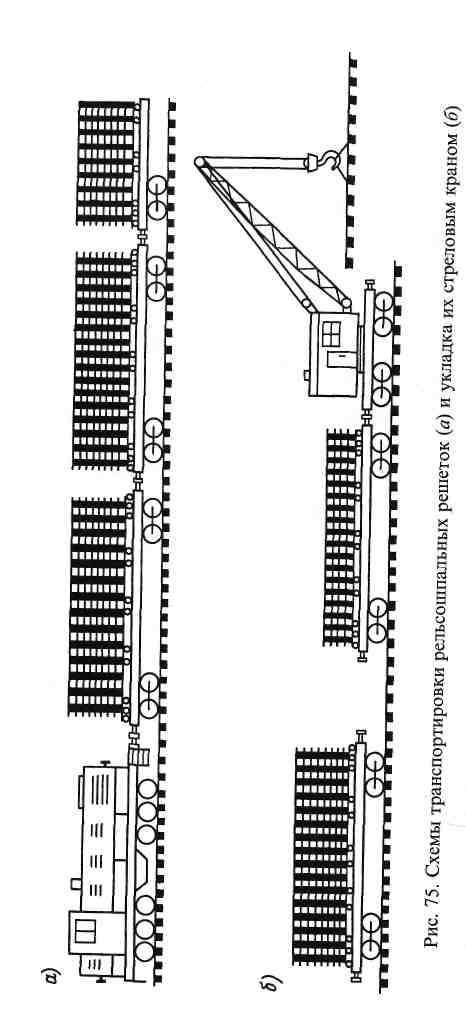 а)
б)
Рис. 75. Схемы транспортировки рельсошпальных решеток (а) и укладка их стреловым краном (б)